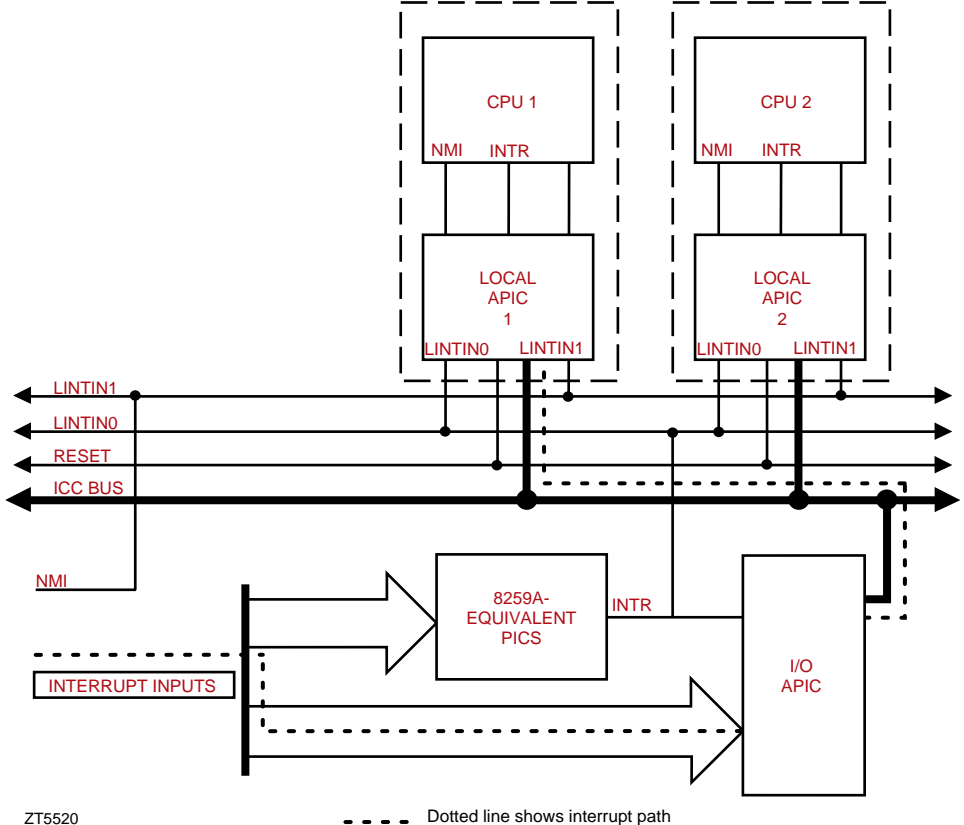 CPU 1
CPU 2
NMI INTR
NMI INTR
LOCAL
APIC
1
LOCAL
APIC
2
LINTIN0 LINTIN1
LINTIN0 LINTIN1
LINTIN1
LINTIN0
RESET
ICC BUS
NMI
8259A-
EQUIVALENT
PICS
INTR
INTERRUPT INPUTS
I/O
APIC
ZT5520
Dotted line shows interrupt path